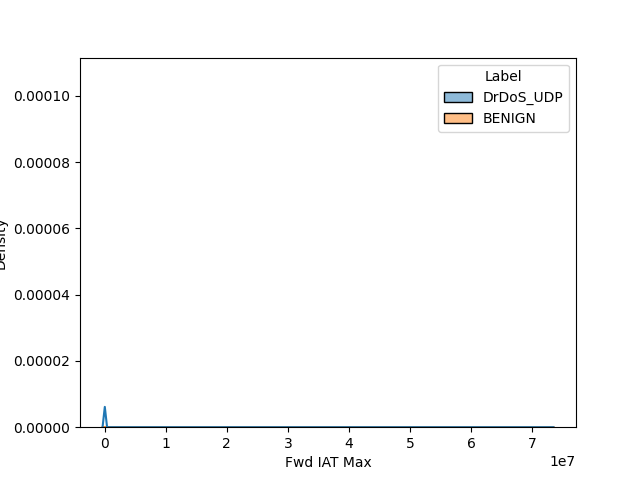 Label
DrDoS_UDP
BENIGN
0.00010
0.00008
0.00006
0.00004
0.00002
0.00000
Density
0 1 2 3 4 5 6 7
1e7
Fwd IAT Max